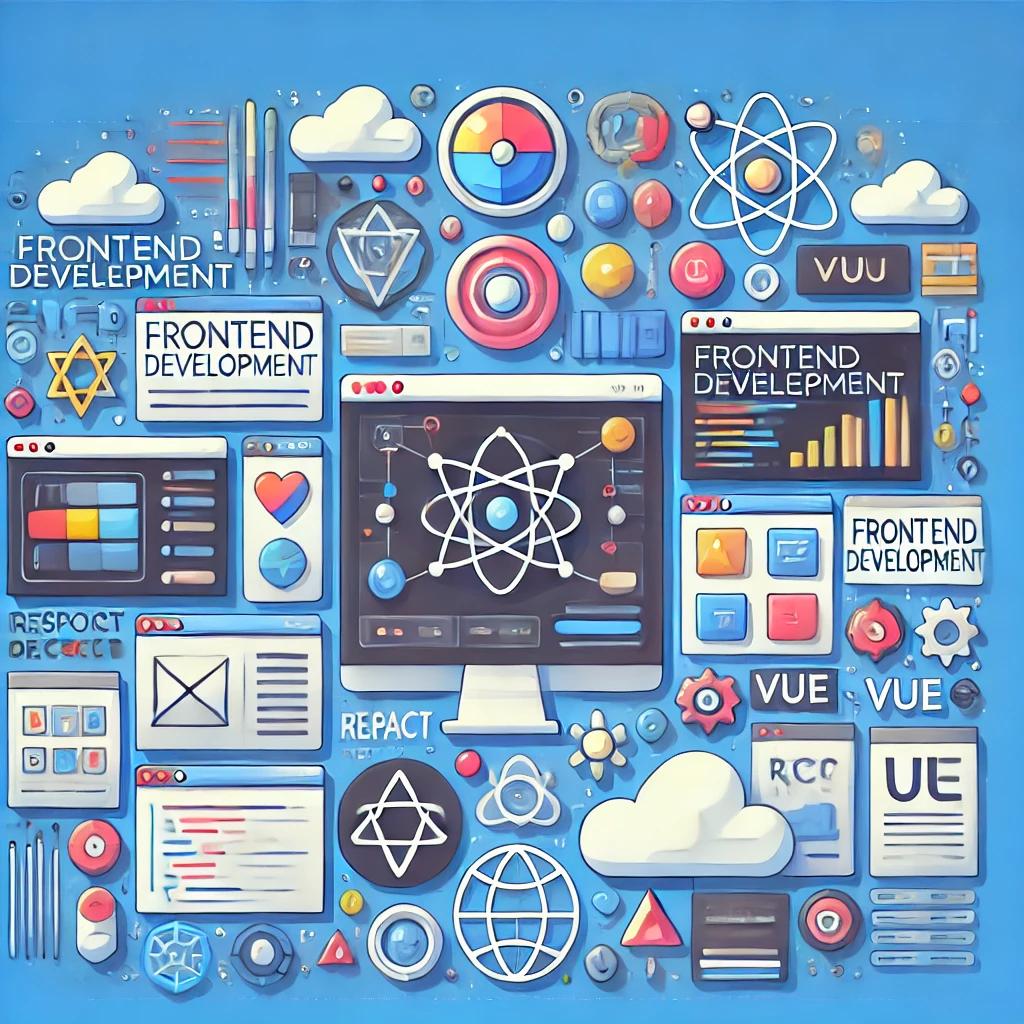 FRONTEND
DEVELEPMENT
FRONTEND
DEVELOPMENT
VUU
FRONTEND
DEVELEPMENT
FRONTEND
DEVELOPMENT
RESPOCT
REPACT
VUE
VUE
RCC
UE